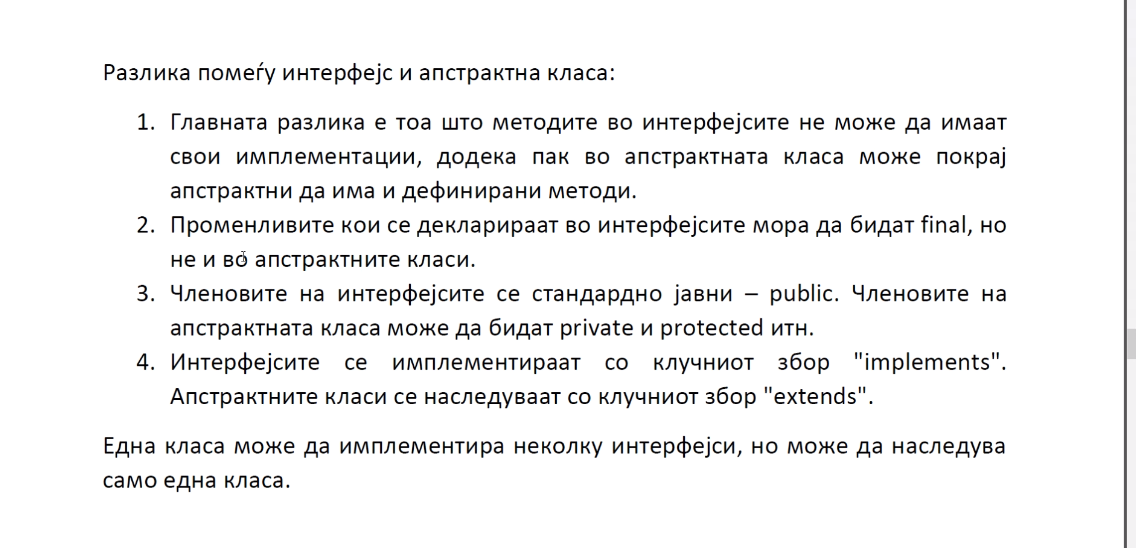 Разлика помеѓу интерфејс и апстрактна класа:
1. Главната разлика е тоа што методите во интерфејсите не може да имаат
свои имплементации, додека пак во апстрактната класа може покрај
апстрактни да има и дефинирани методи.
2. Променливите кои се декларираат во интерфејсите мора да бидат final, но
не и во апстрактните класи.
3. Членовите на интерфејсите се стандардно јавни – public. Членовите на
апстрактната класа може да бидат private и protected итн.
4. Интерфејсите се имплементираат со клучниот збор "implements".
Апстрактните класи се наследуваат со клучниот збор "extends".
Една класа може да имплементира неколку интерфејси, но може да наследува
само една класа.